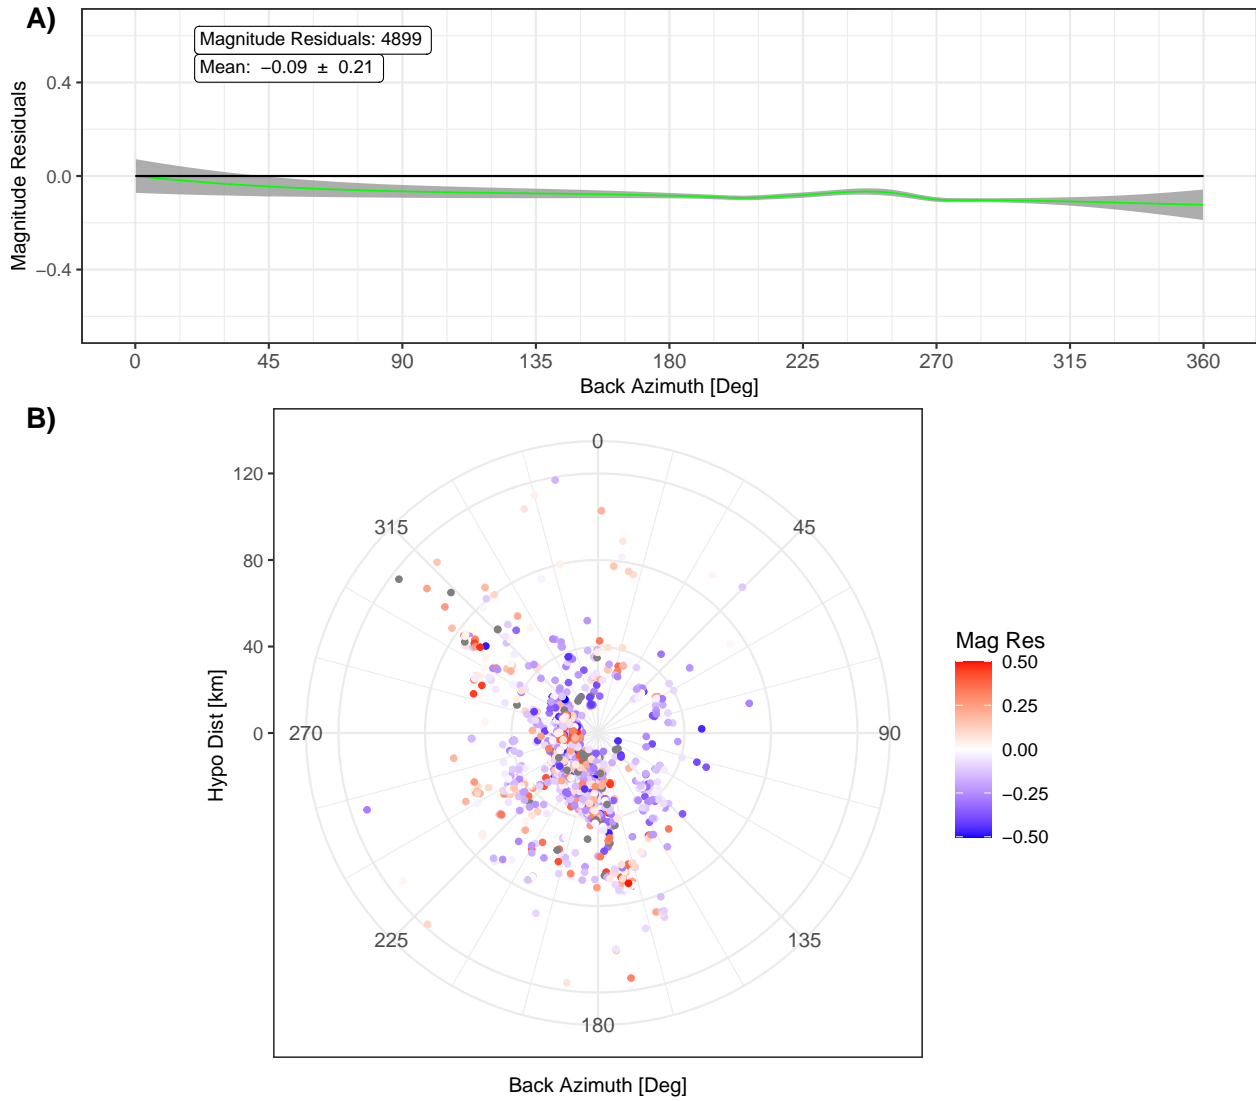 A)
Magnitude Residuals: 4899
Mean: −0.09 ± 0.21
Magnitude Residuals
0.4
0.0
−0.4
0 45 90 135 180 225 270 315 360
Back Azimuth [Deg]
B)
Hypo Dist [km]
120
80
40
0
0
45
90
135
180
225
270
315
Back Azimuth [Deg]
Mag Res
0.50
0.25
0.00
−0.25
−0.50